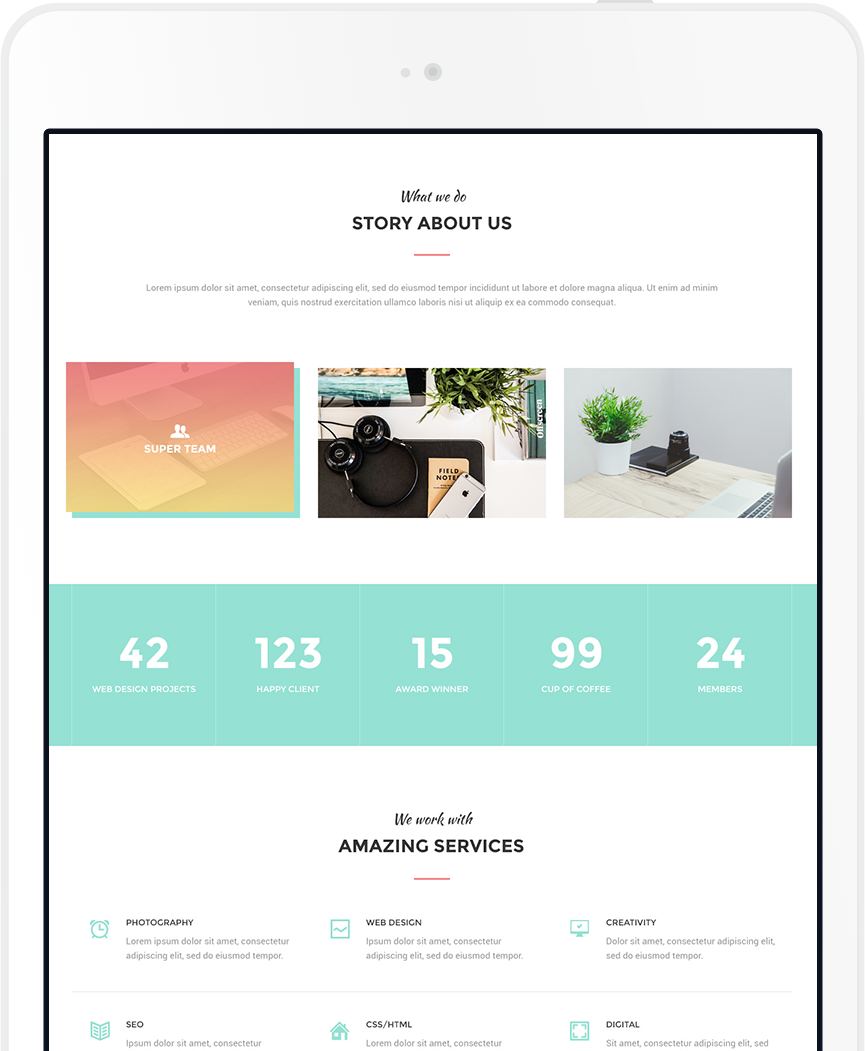 What we do
STORY ABOUT US
Lorem ipsum dolor sit amet, consectetur adipiscing elit, sed do eiusmod tempor incididunt ut labore et dolore magna aliqua. Ut enim ad minim
veniam, quis nostrud exercitation ullamco laboris nisi ut aliquip ex ea commodo consequat.
SUPER TEAM
Offscreen
FIELD
NOTES
42
WEB DESIGN PROJECTS
123
HAPPY CLIENT
15
AWARD WINNER
99
CUP OF COFFEE
24
MEMBERS
We work with
AMAZING SERVICES
PHOTOGRAPHY
Lorem ipsum dolor sit amet, consectetur
adipiscing elit, sed do eiusmod tempor.
WEB DESIGN
Ipsum dolor sit amet, consectetur
adipiscing elit, sed do eiusmod tempor.
CREATIVITY
Dolor sit amet, consectetur adipiscing elit,
sed do eiusmod tempor.
SEO
Ipsum dolor sit amet, consectetur
CSS/HTML
Lorem ipsum dolor sit amet, consectetur
DIGITAL
Sit amet, consectetur adipiscing elit, sed